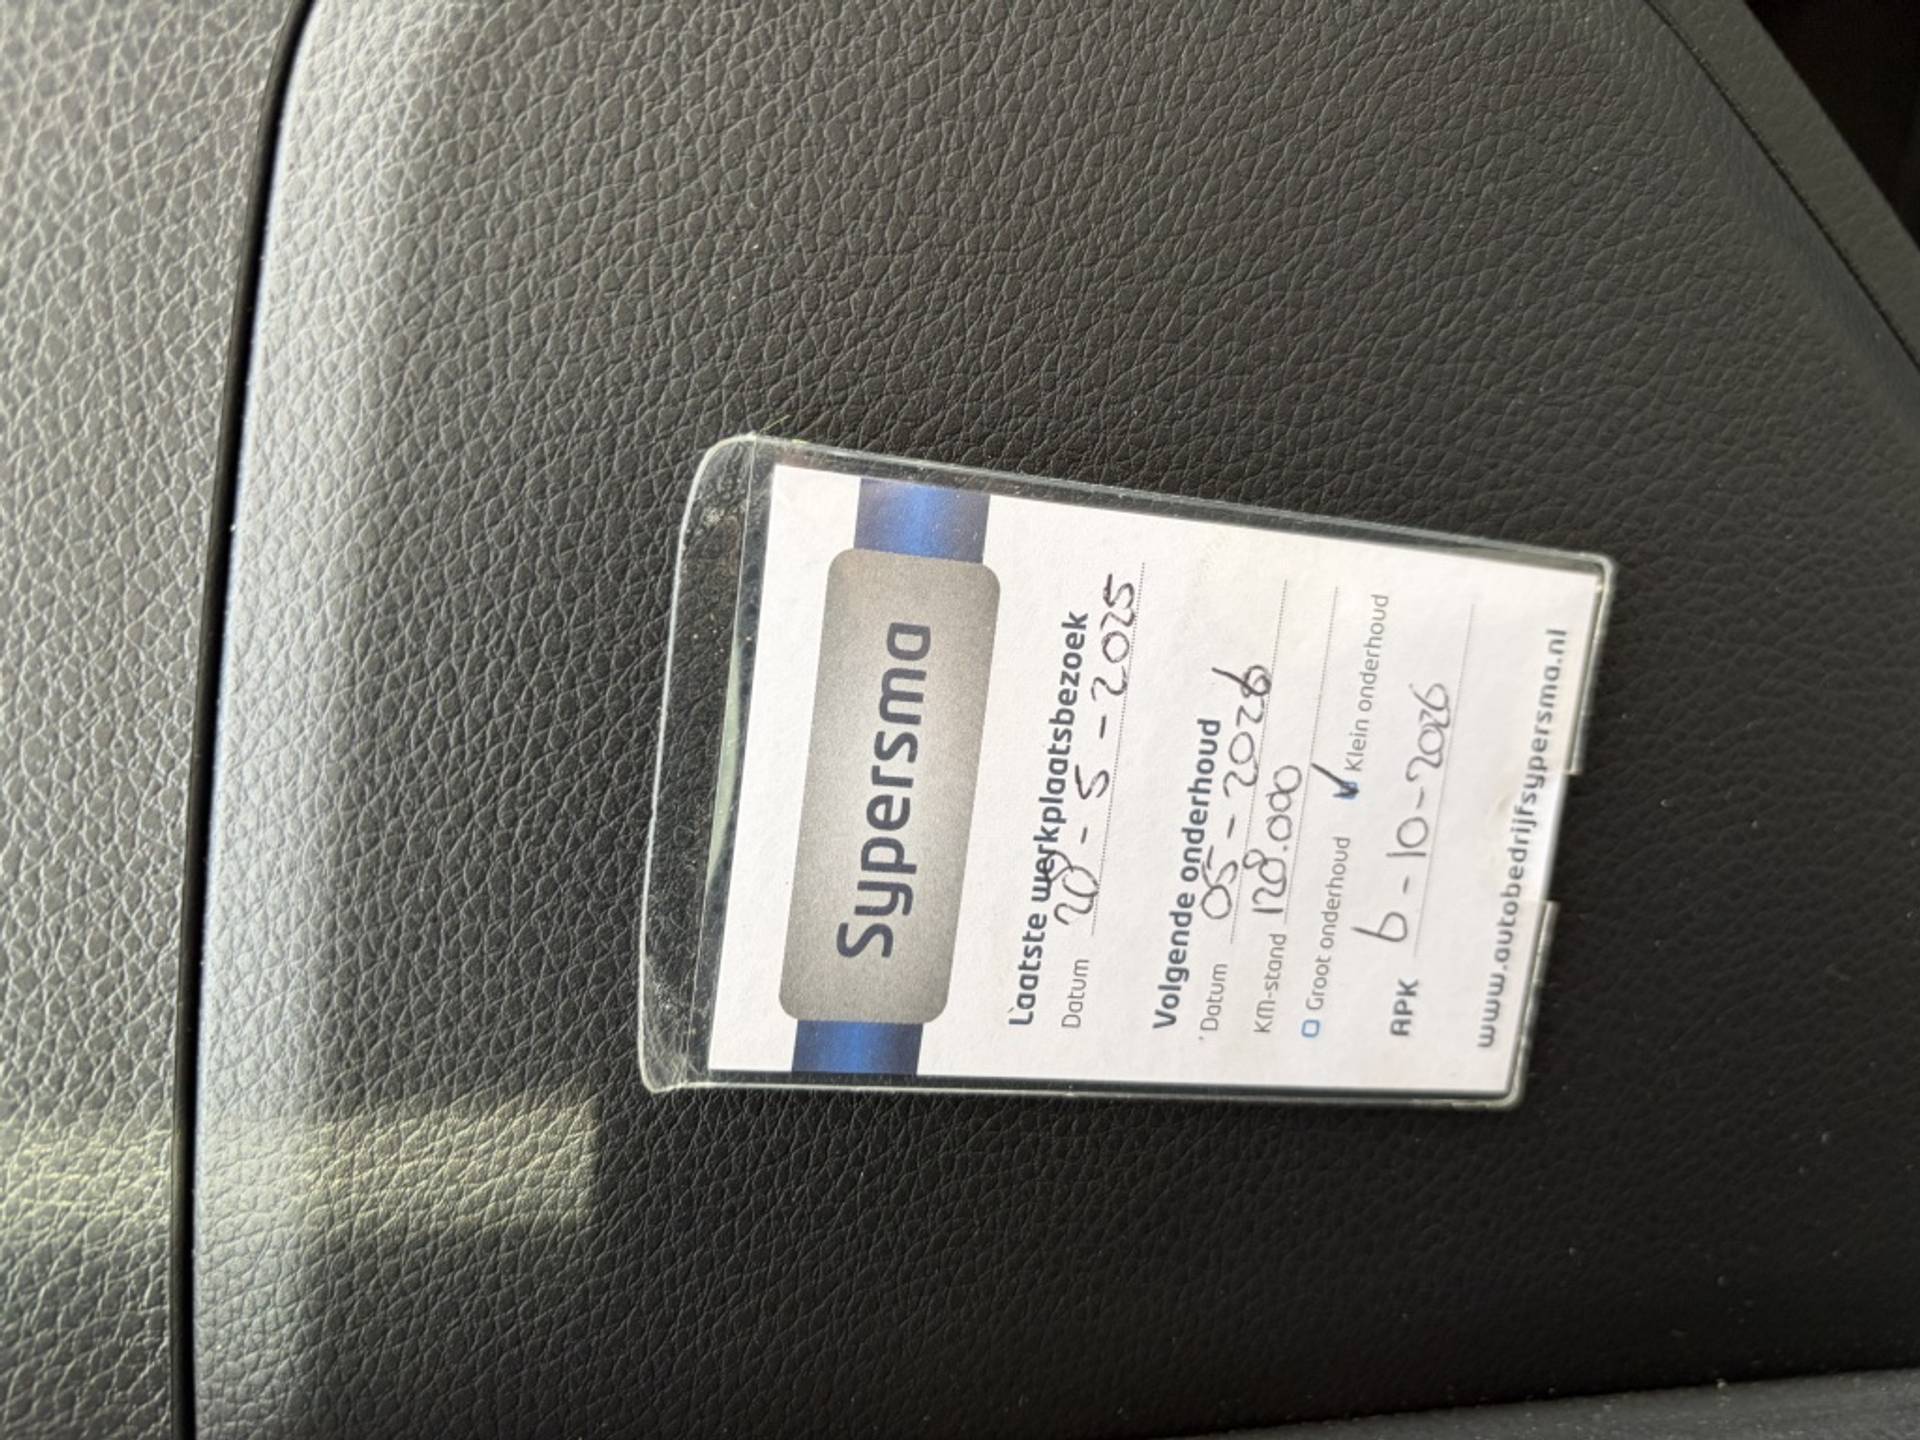 Sypersma
Laatste werkplaatsbezoek
Datum 28-5-2025
Volgende onderhoud
Datum 05-2026
Km-stand 128.000
Groot onderhoud Klein onderhoud
APK 6-10-2026
www.autobedrijfsypersma.nl